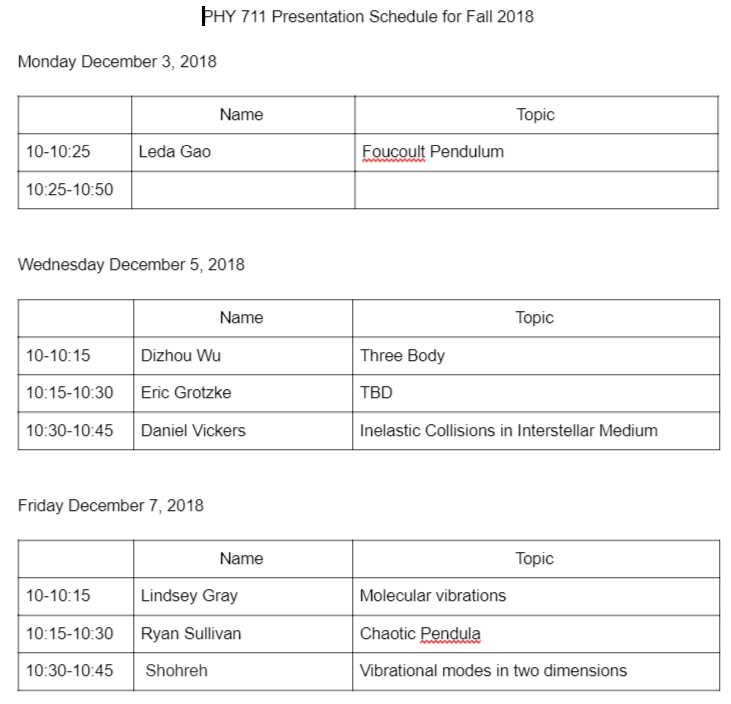 PHY 711 Presentation Schedule for Fall 2018
Monday December 3, 2018
Name Topic
10-10:25 Leda Gao Foucoult Pendulum
10:25-10:50
Wednesday December 5, 2018
Name Topic
10-10:15 Dizhou Wu Three Body
10:15-10:30 Eric Grotzke TBD
10:30-10:45 Daniel Vickers Inelastic Collisions in Interstellar Medium
Friday December 7, 2018
Name Topic
10-10:15 Lindsey Gray Molecular vibrations
10:15-10:30 Ryan Sullivan Chaotic Pendula
10:30-10:45 Shohreh Vibrational modes in two dimensions